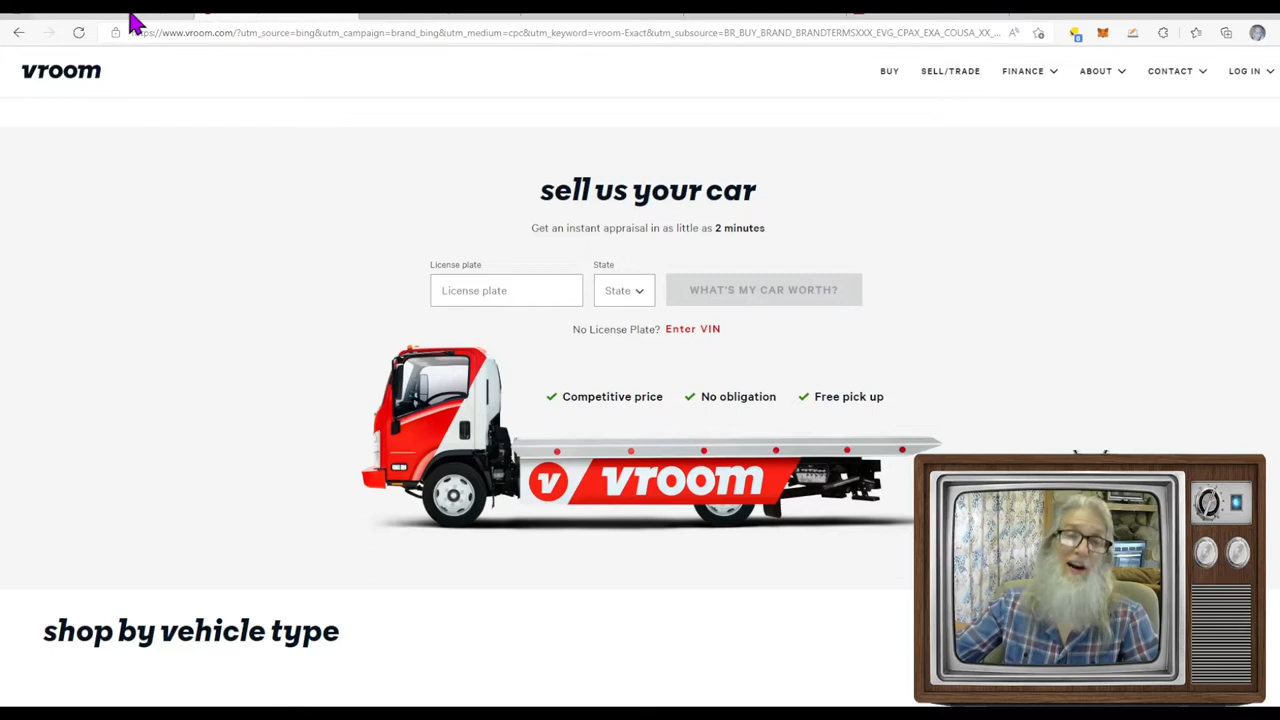 https://www.vroom.com/?utm_source=bing&utm_campaign=brand_bing&utm_medium=cpc&utm_keyword=vroom-Exact&utm_subsource=BR_BUY_BRAND_BRANDTERMSXXX_EVG_CPAX_EXA_COUSA_XX_...
vroom
BUY SELL/TRADE FINANCE ABOUT CONTACT LOG IN
sell us your car
Get an instant appraisal in as little as 2 minutes
License plate State
License plate State WHAT'S MY CAR WORTH?
No License Plate? Enter VIN
Competitive price No obligation Free pick up
v vroom
shop by vehicle type